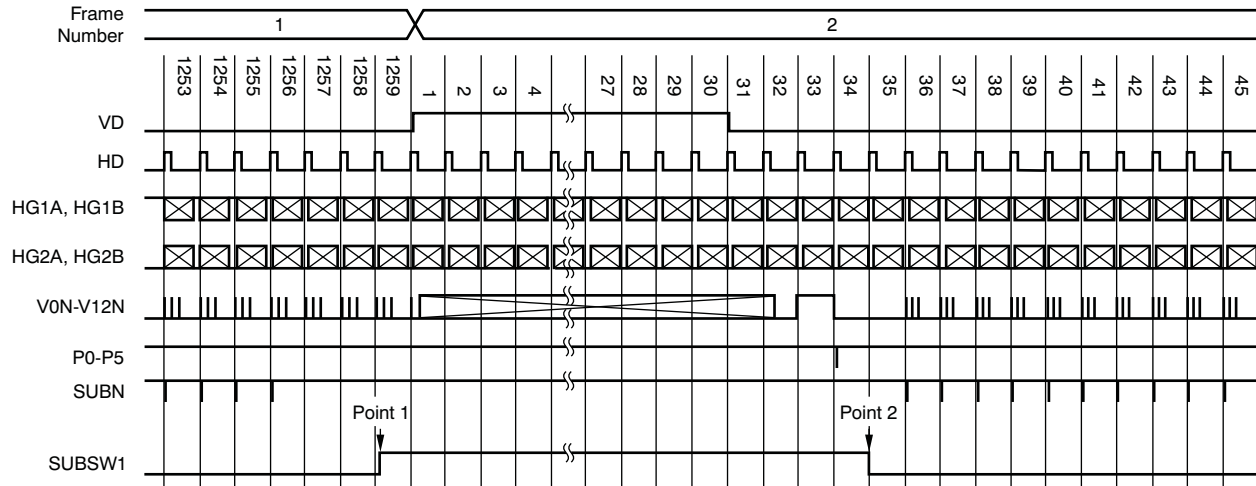 Frame
Number
1
2
1253
1254
1255
1256
1257
1258
1259
1
2
3
4
27
28
29
30
31
32
33
34
35
36
37
38
39
40
41
42
43
44
45
VD
HD
HG1A, HG1B
HG2A, HG2B
V0N-V12N
P0-P5
SUBN
Point 1
Point 2
SUBSW1